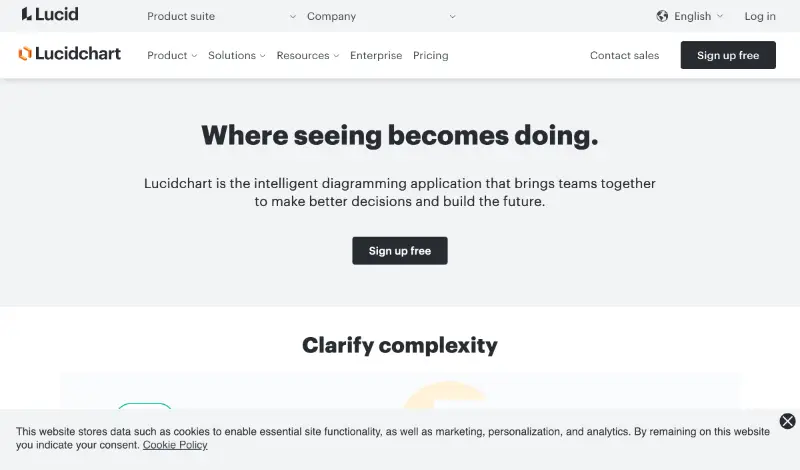 Lucid
Product suite
Company
English
Log in
Lucidchart
Product
Solutions
Resources
Enterprise
Pricing
Contact sales
Sign up free
Where seeing becomes doing.
Lucidchart is the intelligent diagramming application that brings teams together
to make better decisions and build the future.
Sign up free
Clarify complexity
This website stores data such as cookies to enable essential site functionality, as well as marketing, personalization, and analytics. By remaining on this website
you indicate your consent. Cookie Policy